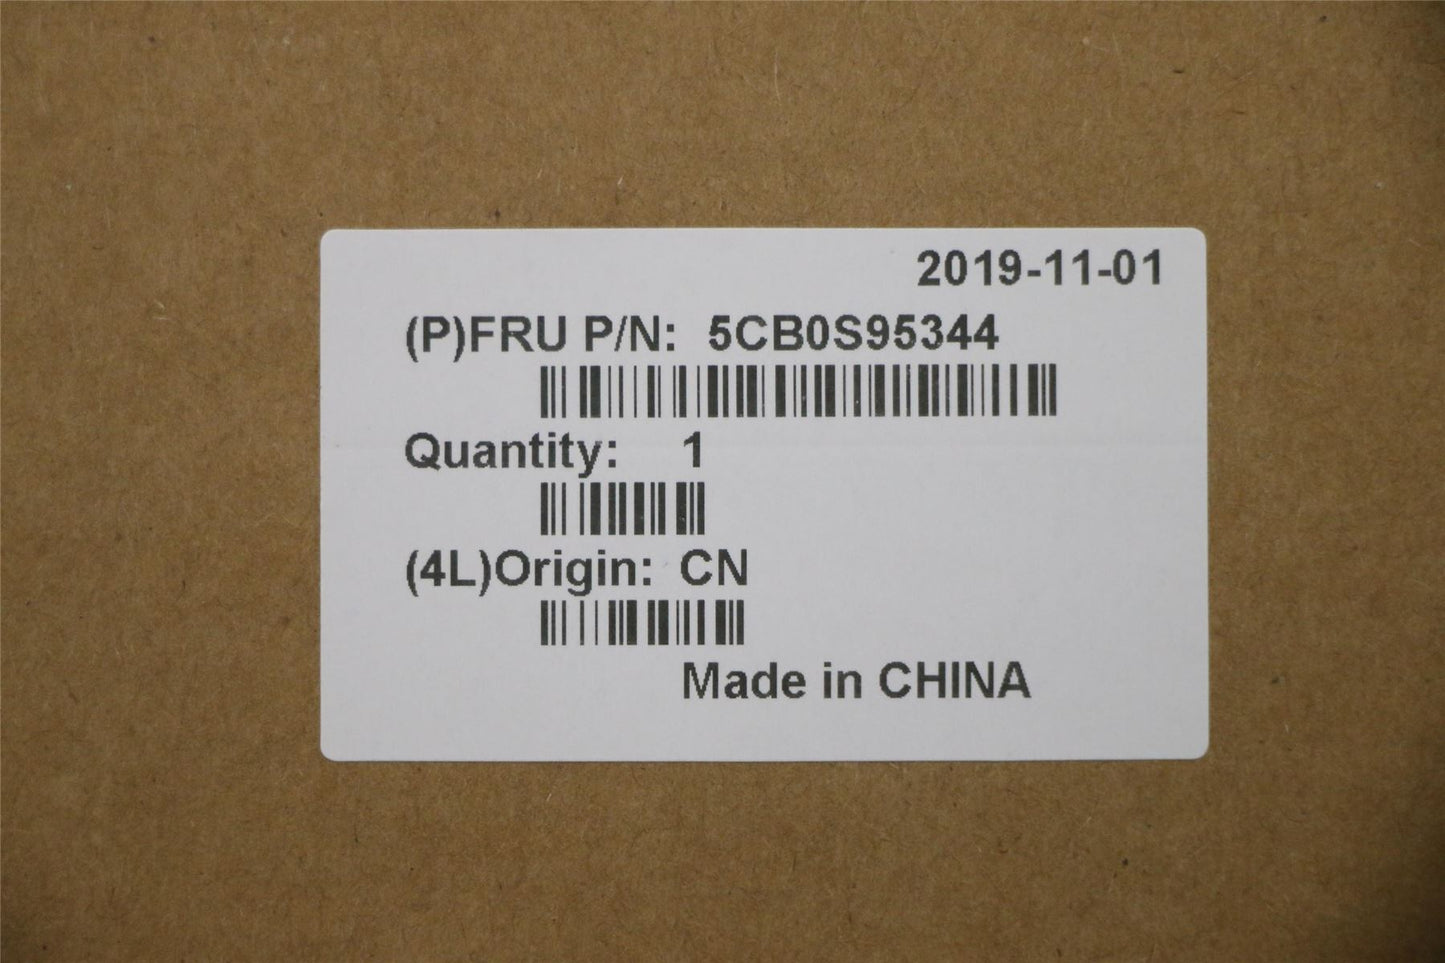 2019-11-01
(P)FRU P/N: 5CB0S95344
Quantity: 1
(4L)Origin: CN
Made in CHINA